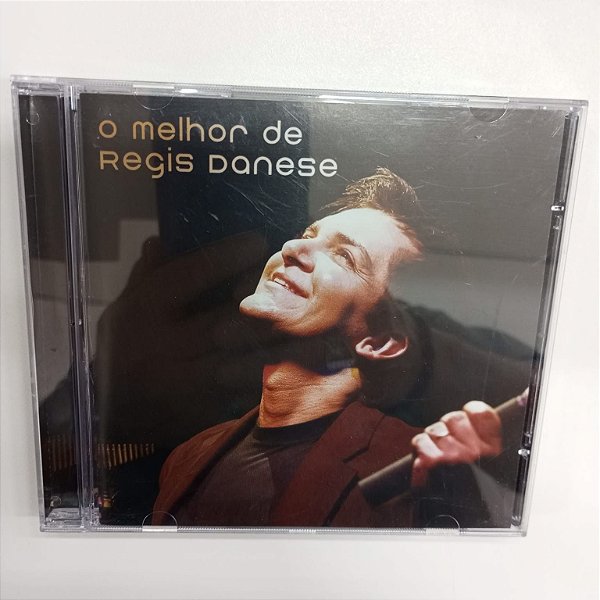 o melhor de
Regis Danese